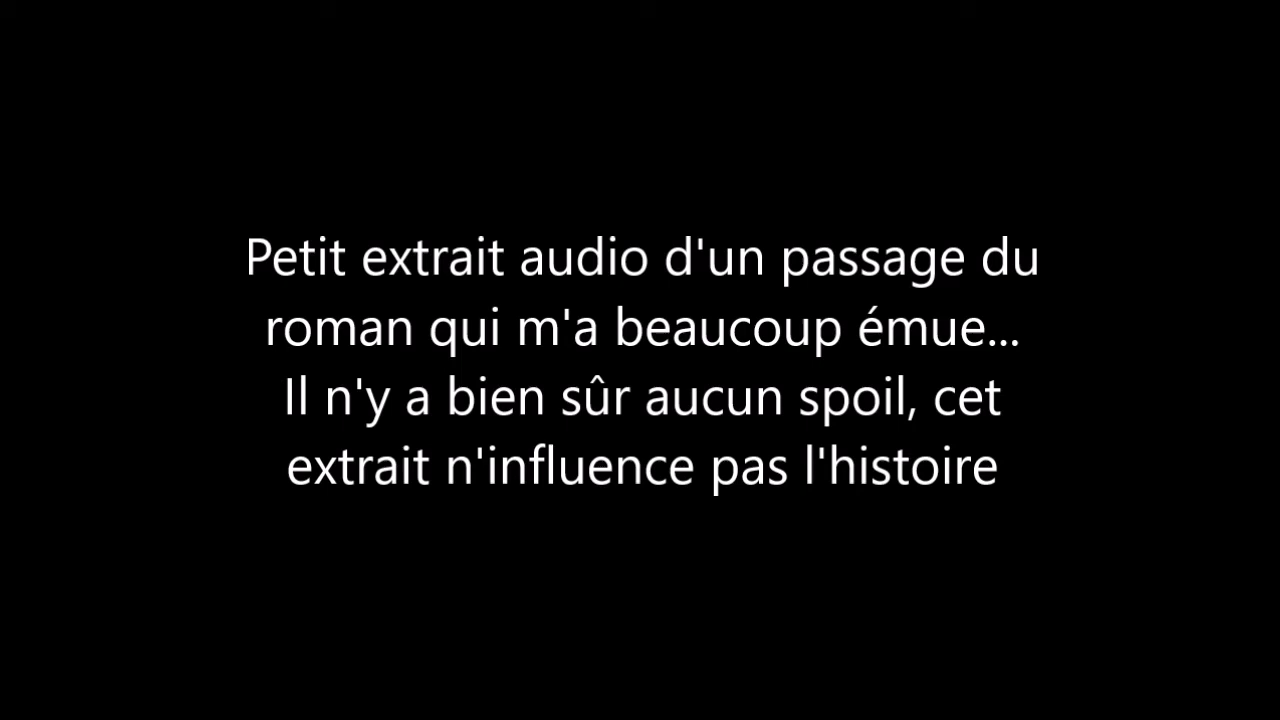 Petit extrait audio d'un passage du
roman qui m'a beaucoup émue...
Il n'y a bien sûr aucun spoil, cet
extrait n'influence pas l'histoire